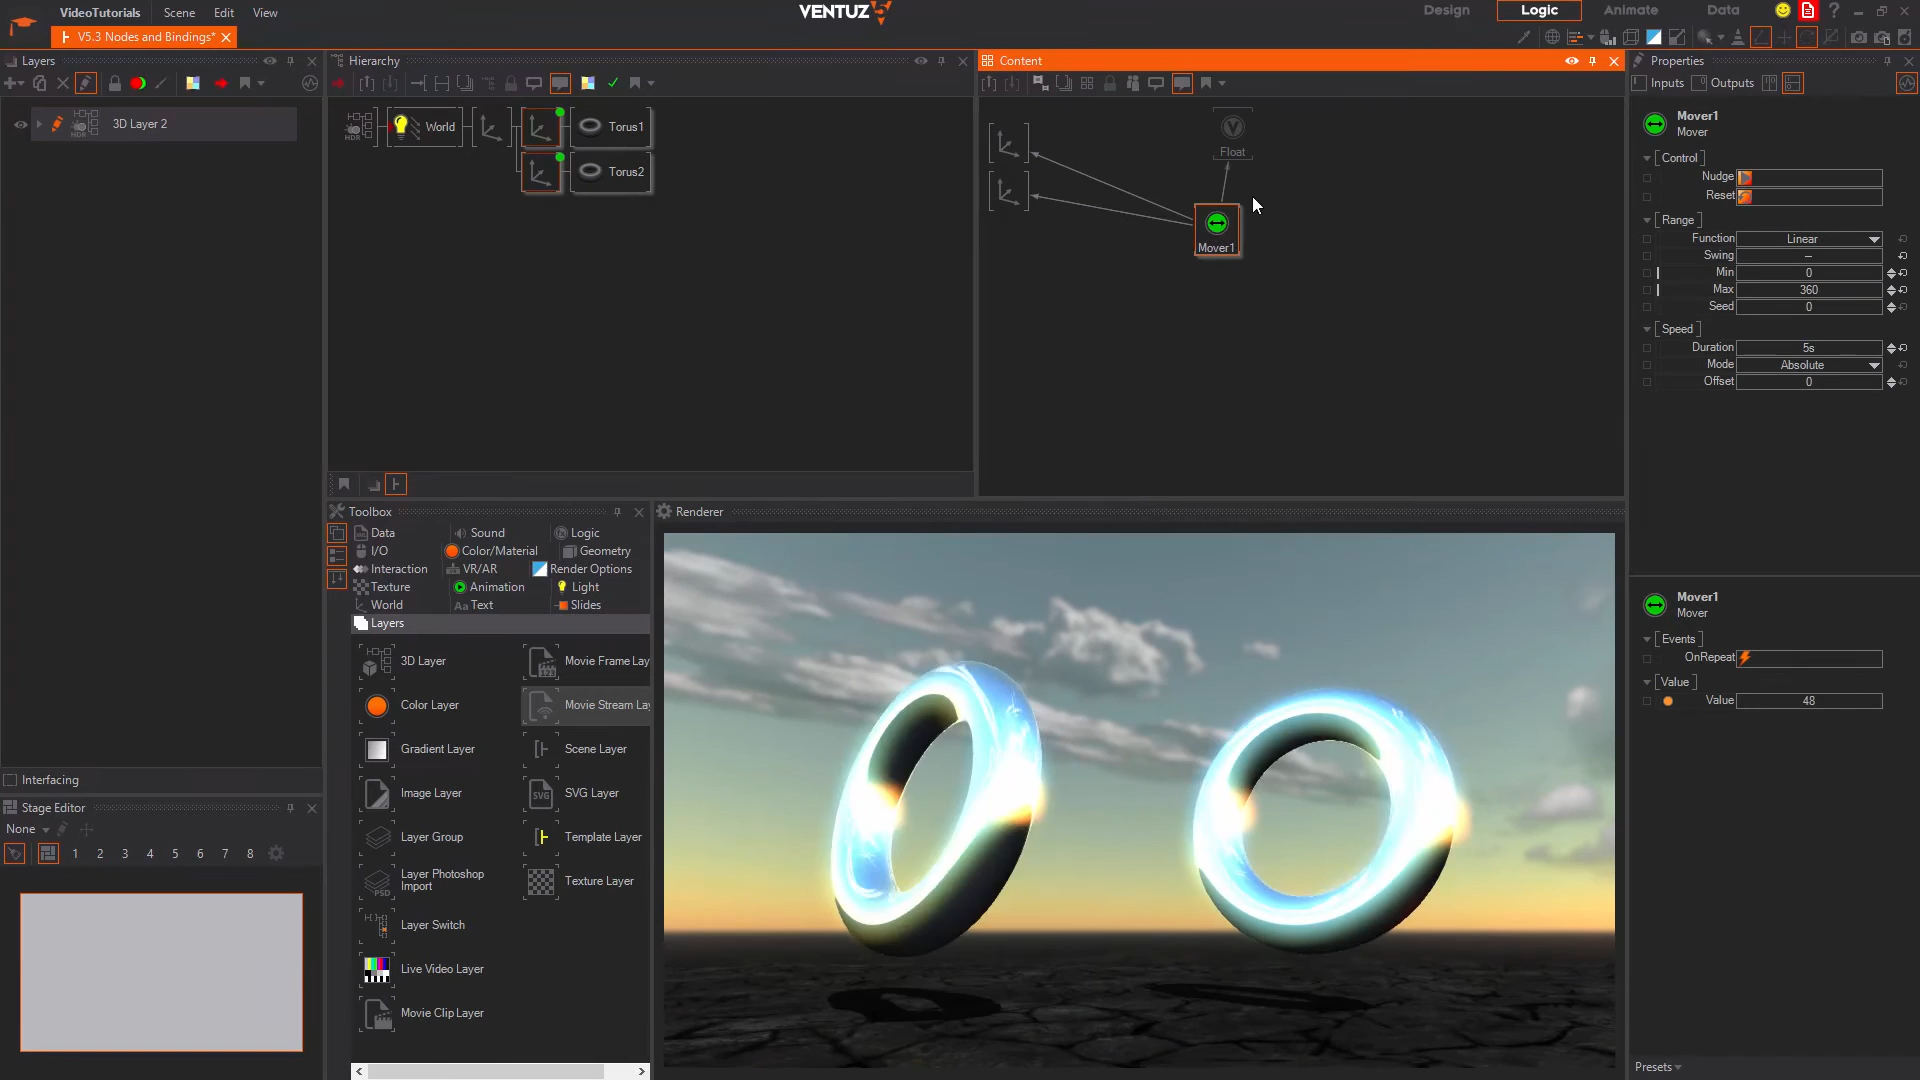 VideoTutorials Scene Edit View
VENTUZ 5
Design Logic Animate Data
V5.3 Nodes and Bindings*
Layers
Hierarchy
Content
Properties
Inputs Outputs
3D Layer 2
HDR
HDR World Torus1
Torus2
Float
Mover1
Mover1
Mover
Control
Nudge
Reset
Range
Function Linear
Swing –
Min 0
Max 360
Seed 0
Speed
Duration 5s
Mode Absolute
Offset 0
Toolbox
Renderer
Data Sound Logic
I/O Color/Material Geometry
Interaction VR/AR Render Options
Texture Animation Light
World Text Slides
Layers
3D Layer Movie Frame Lay
Color Layer Movie Stream La
Gradient Layer Scene Layer
Image Layer SVG Layer
Layer Group Template Layer
Layer Photoshop Import Texture Layer
Layer Switch
Live Video Layer
Movie Clip Layer
Mover1
Mover
Events
OnRepeat
Value
Value 48
Interfacing
Stage Editor
None
1 2 3 4 5 6 7 8
Presets